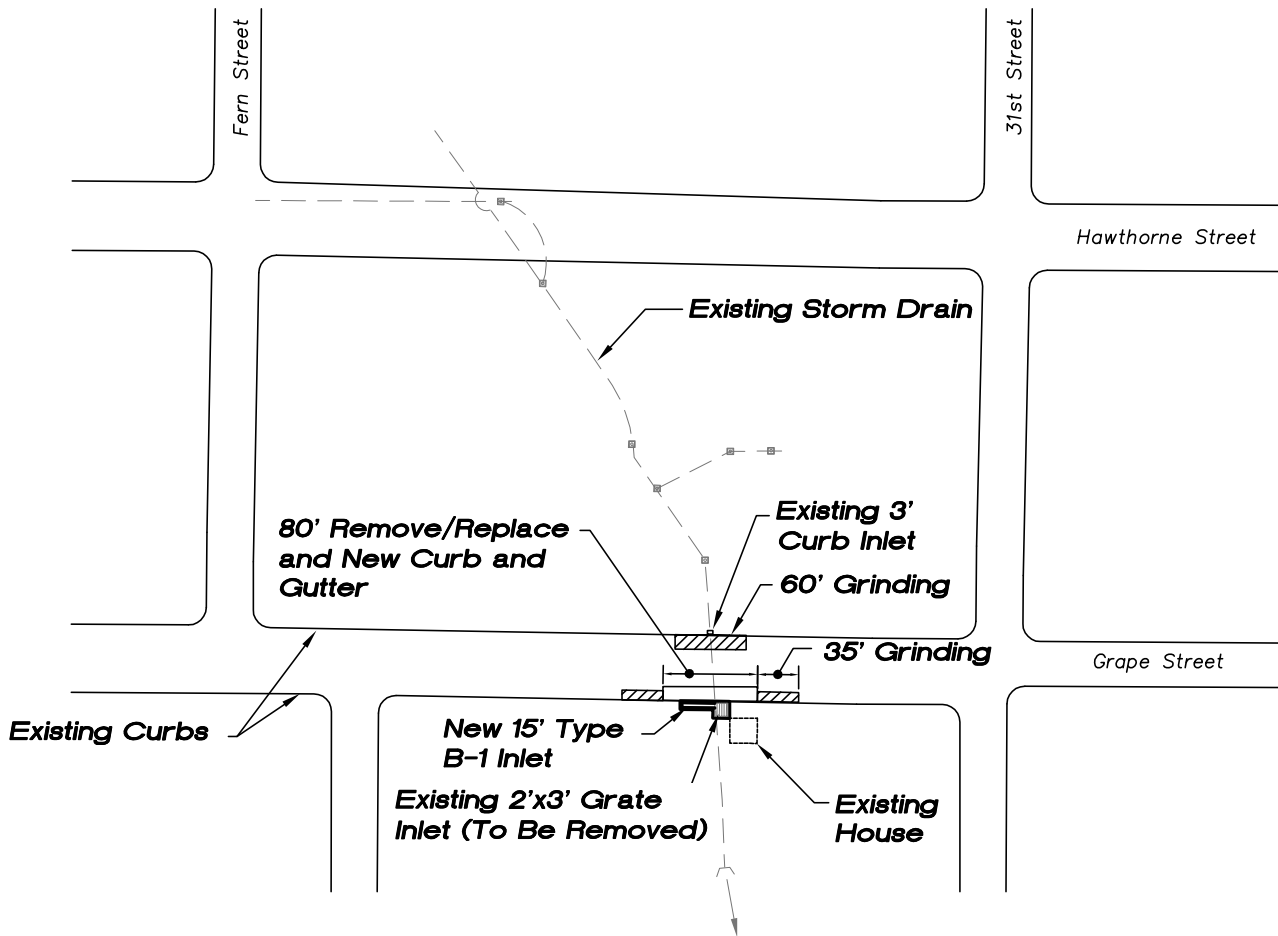 Fern Street
31st Street
Hawthorne Street
Existing Storm Drain
80' Remove/Replace
and New Curb and
Gutter
Existing 3'
Curb Inlet
60' Grinding
35' Grinding
Grape Street
Existing Curbs
New 15' Type
B-1 Inlet
Existing 2'x3' Grate
Inlet (To Be Removed)
Existing
House